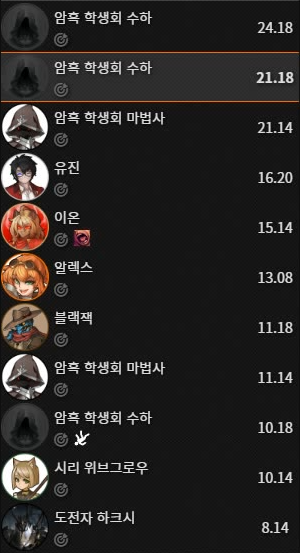 암흑 학생회 수하
24.18
암흑 학생회 수하
21.18
암흑 학생회 마법사
21.14
유진
16.20
이온
15.14
알렉스
13.08
블랙잭
11.18
암흑 학생회 마법사
11.14
암흑 학생회 수하
10.18
시리 위브그로우
10.14
도전자 하크시
8.14